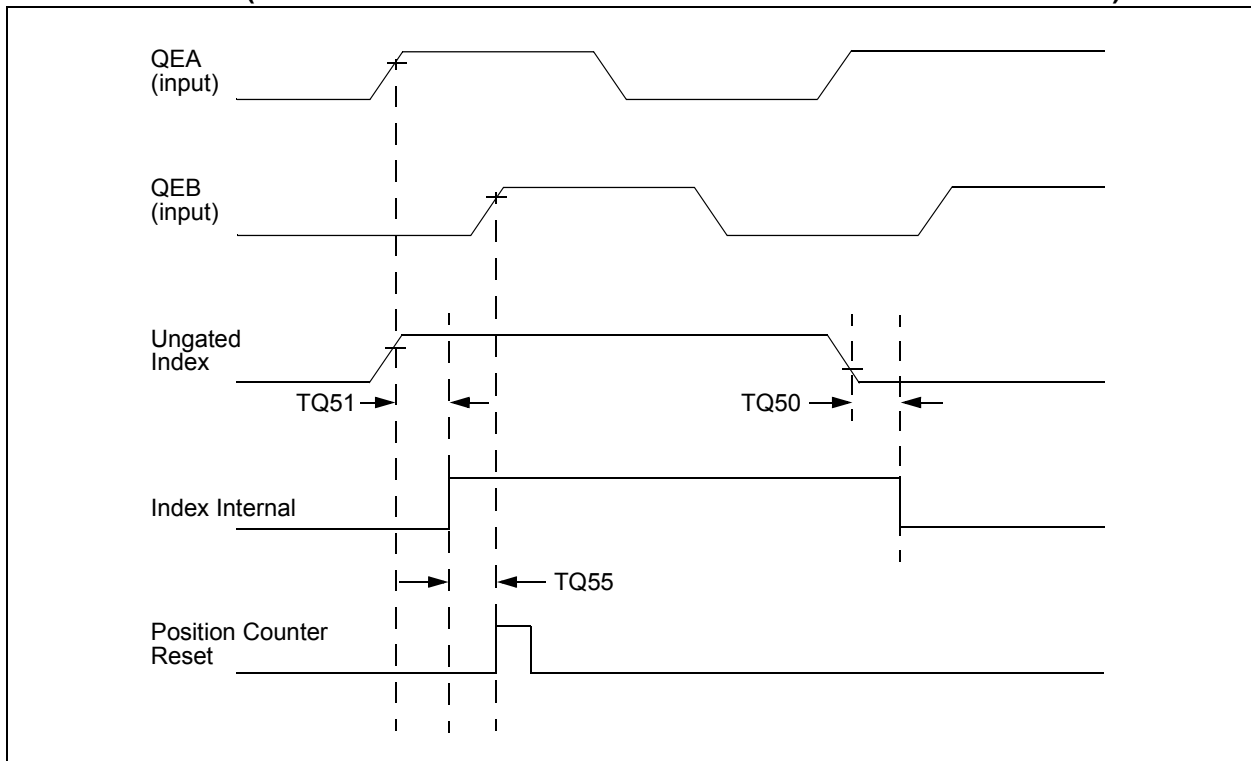 QEA
(input)
QEB
(input)
Ungated
Index
TQ51
TQ50
Index Internal
TQ55
Position Counter
Reset